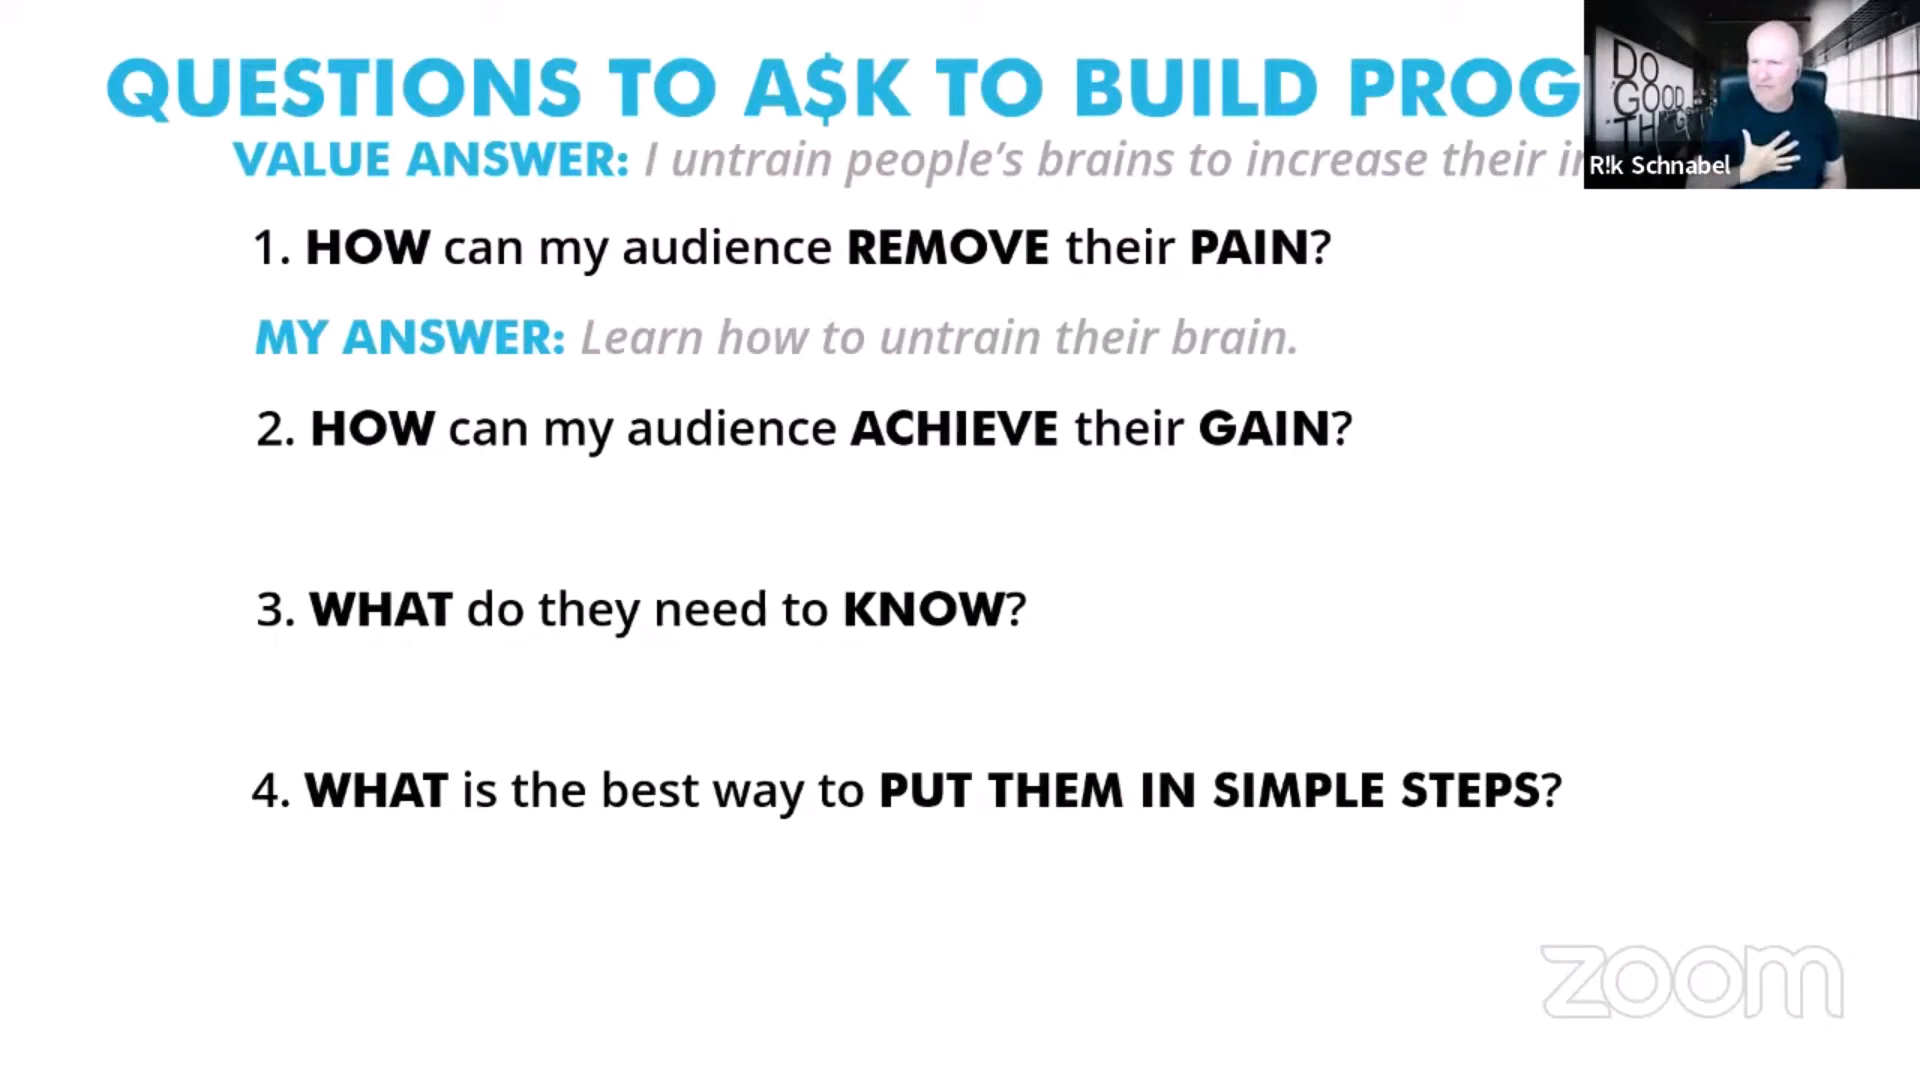 QUESTIONS TO A$K TO BUILD PROG
VALUE ANSWER: I untrain people's brains to increase their
DO
GOOD
R!k Schnabel
1. HOW can my audience REMOVE their PAIN?
MY ANSWER: Learn how to untrain their brain.
2. HOW can my audience ACHIEVE their GAIN?
3. WHAT do they need to KNOW?
4. WHAT is the best way to PUT THEM IN SIMPLE STEPS?
zoom